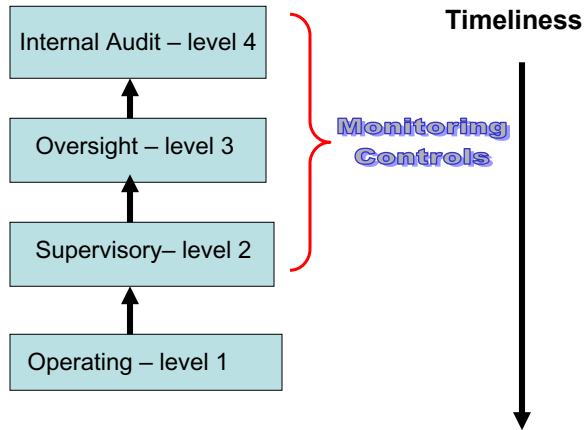 Timeliness
Internal Audit – level 4
Oversight – level 3
Monitoring
Controls
Supervisory– level 2
Operating – level 1